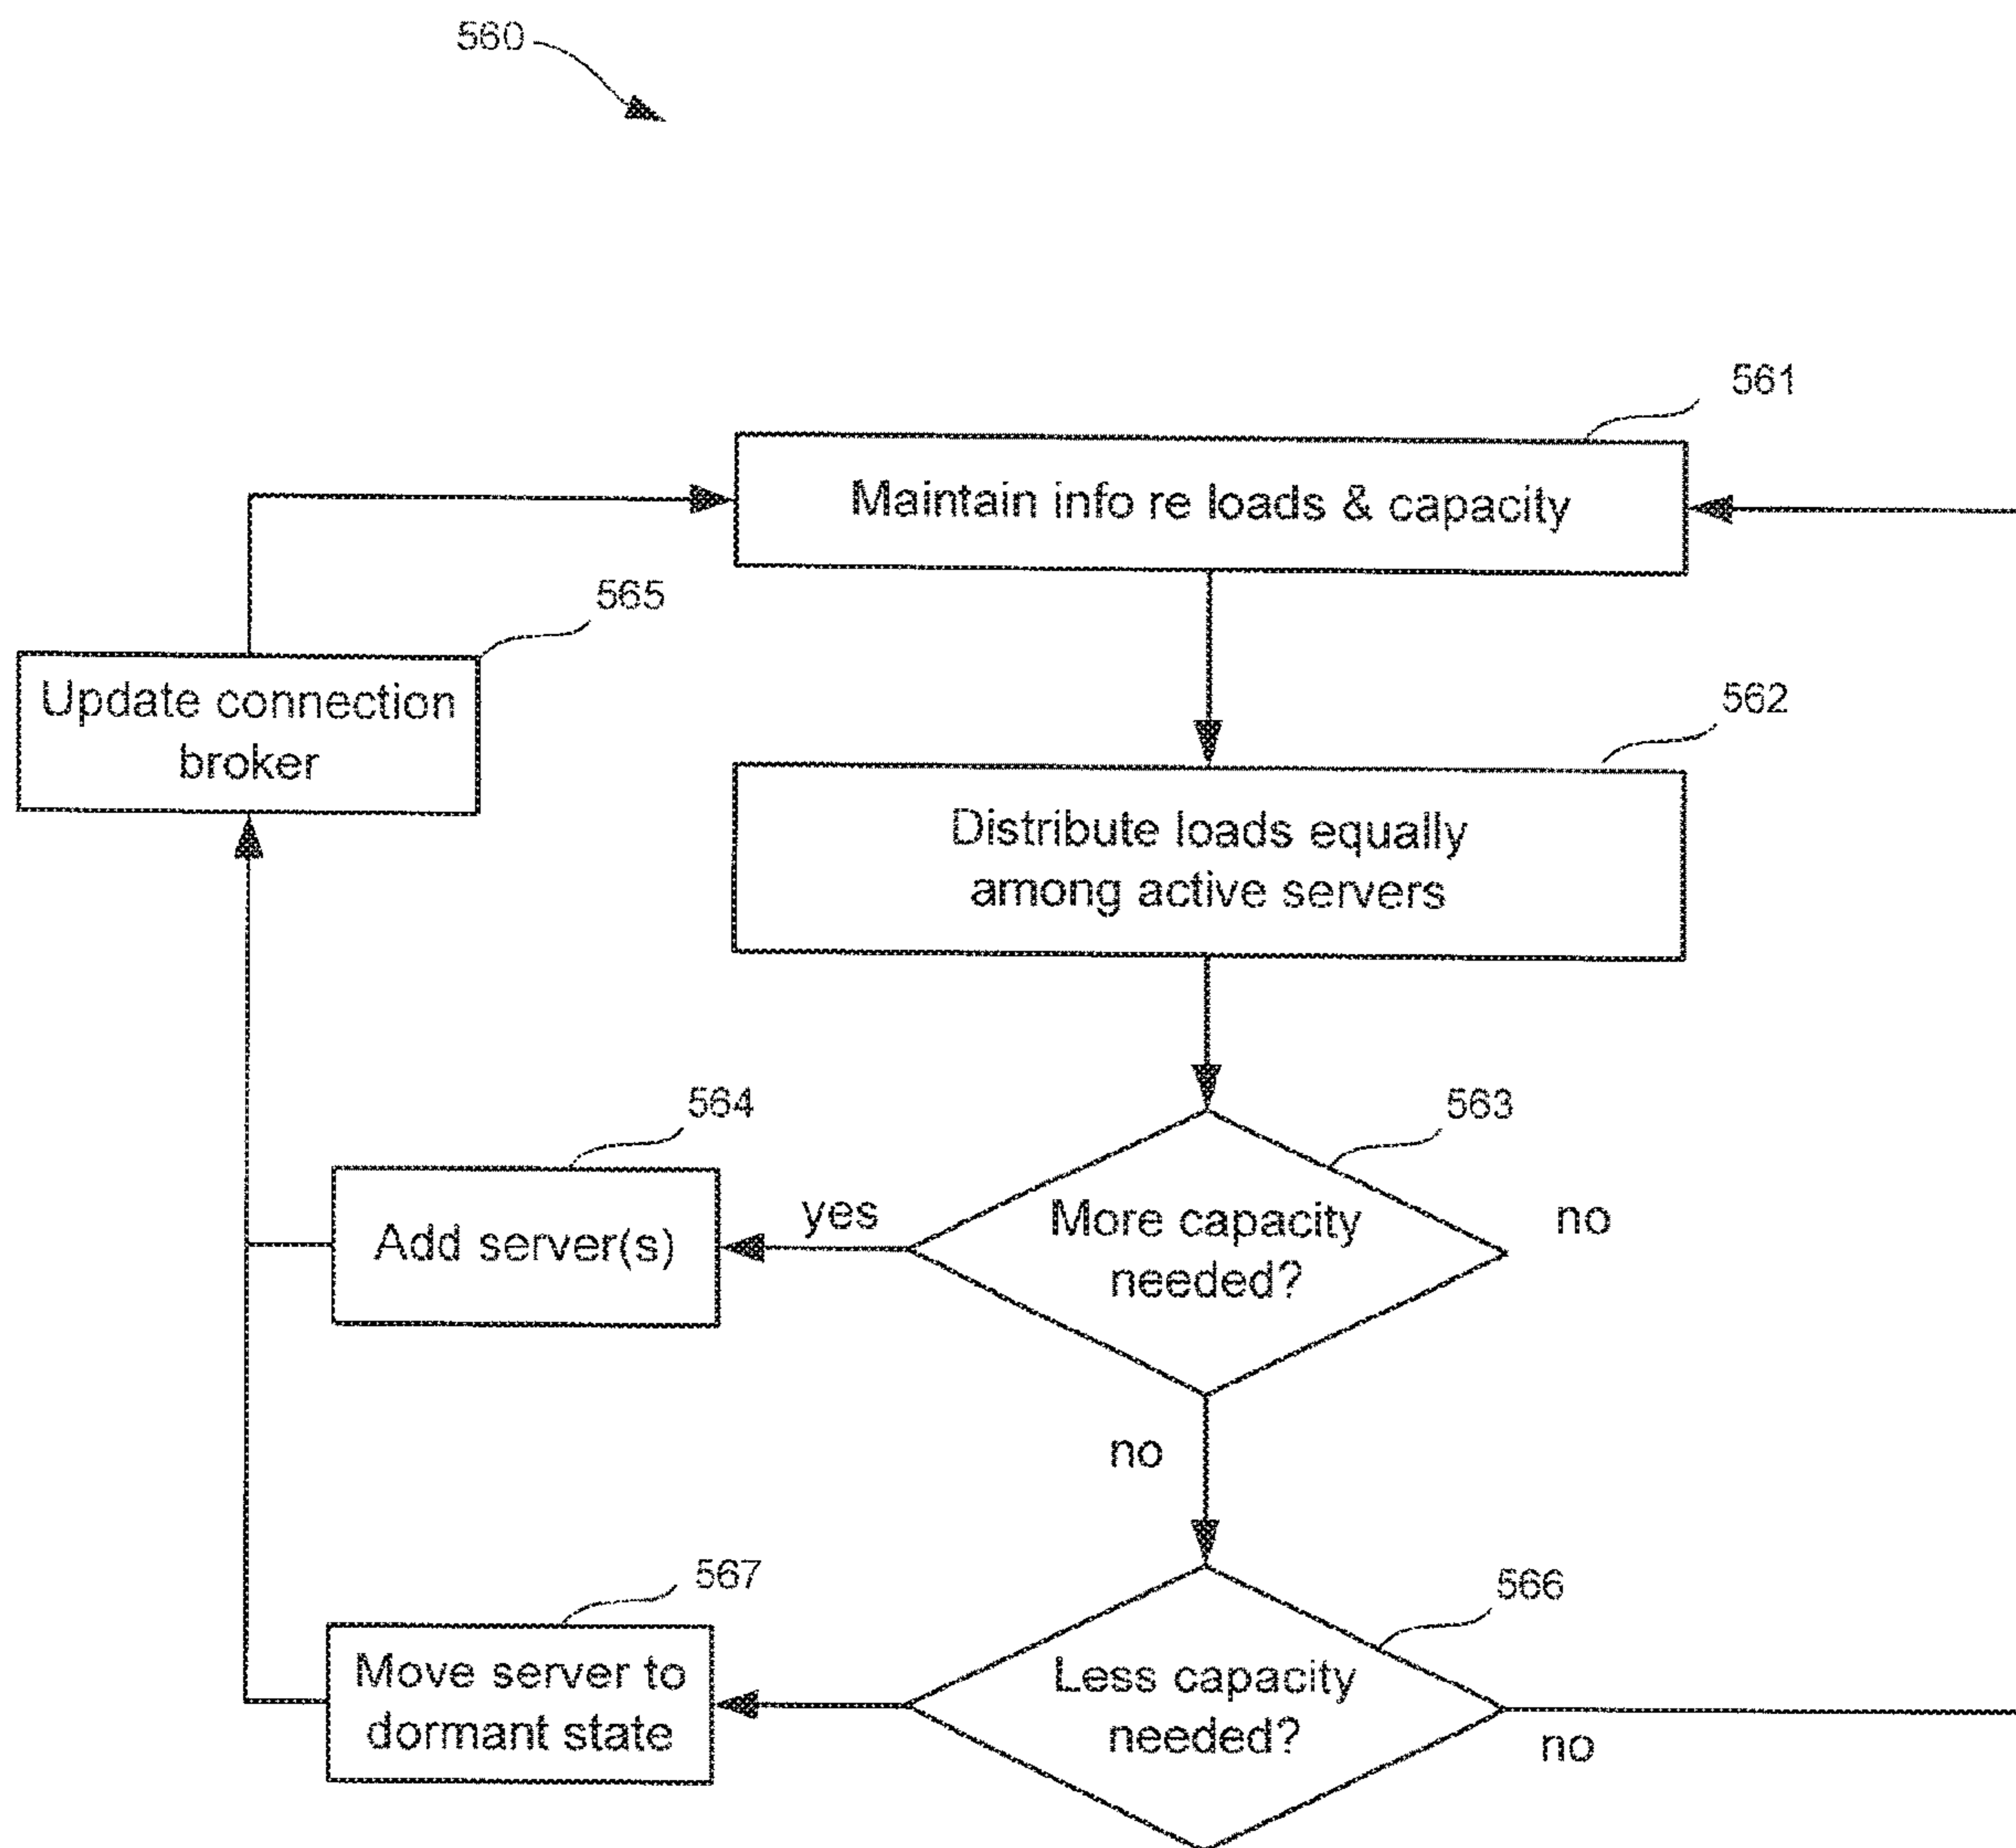 560
561
Maintain info re loads & capacity
565
Update connection
broker
562
Distribute loads equally
among active servers
564
563
Add server(s)
yes
More capacity
needed?
no
no
567
566
Move server to
dormant state
Less capacity
needed?
no